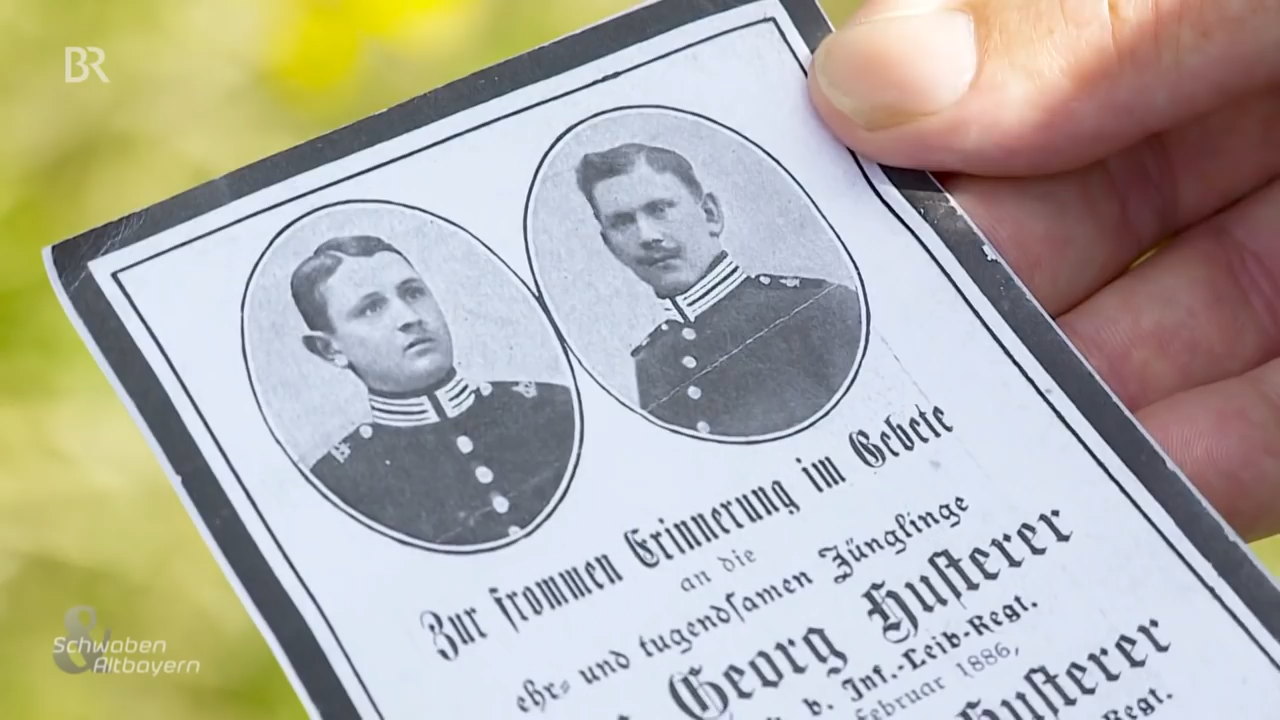 BR
Zur frommen Erinnerung im Gebete
an die
ehr- und tugendſamen Jünglinge
Georg Huſterer
b. Inf.-Leib-Regt.
Februar 1886,
Huſterer
Regt.
Schwaben
& Altbayern